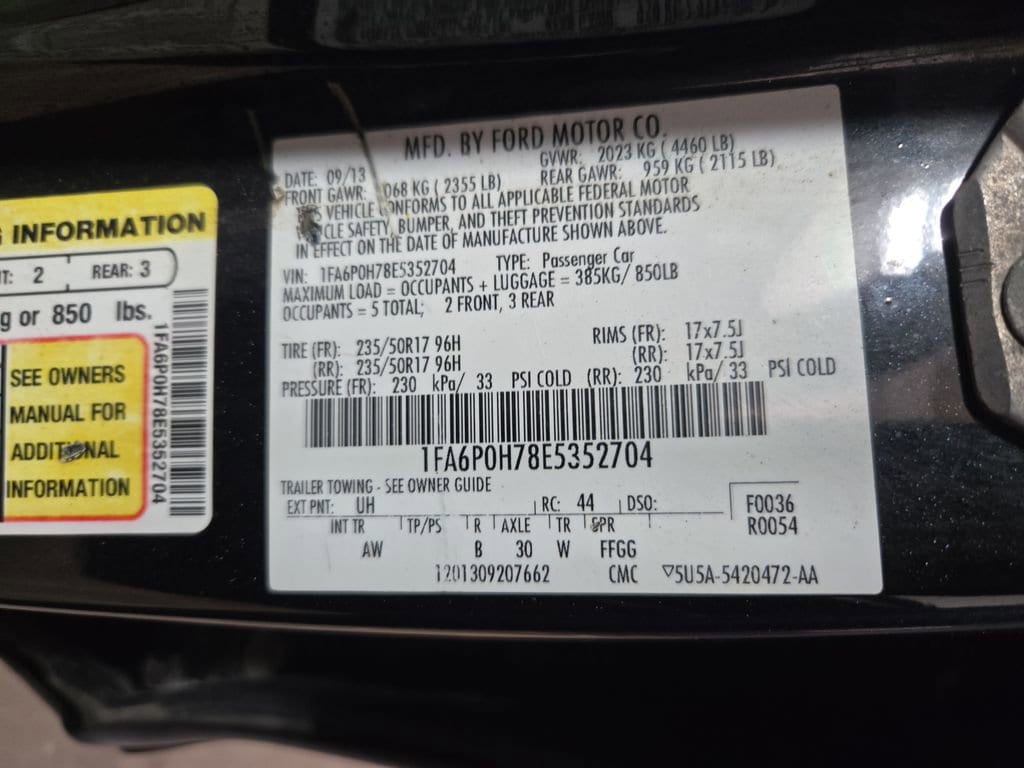 MFD. BY FORD MOTOR CO.
DATE: 09/13 GVWR: 2023 KG ( 4460 LB)
FRONT GAWR: 068 KG ( 2355 LB) REAR GAWR: 959 KG ( 2115 LB)
VEHICLE CONFORMS TO ALL APPLICABLE FEDERAL MOTOR
SAFETY, BUMPER, AND THEFT PREVENTION STANDARDS
IN EFFECT ON THE DATE OF MANUFACTURE SHOWN ABOVE.
VIN: 1FA6P0H78E5352704 TYPE: Passenger Car
MAXIMUM LOAD = OCCUPANTS + LUGGAGE = 385KG/ 850LB
OCCUPANTS = 5 TOTAL; 2 FRONT, 3 REAR
TIRE (FR): 235/50R17 96H RIMS (FR): 17x7.5J
(RR): 235/50R17 96H (RR): 17x7.5J
PRESSURE (FR): 230 kPa/ 33 PSI COLD (RR): 230 kPa/ 33 PSI COLD
1FA6P0H78E5352704
TRAILER TOWING - SEE OWNER GUIDE
EXT PNT: UH RC: 44 DSO: F0036
R0054
INT TR TP/PS R AXLE TR SPR
AW B 30 W FFGG
1201309207662 CMC ▽5U5A-5420472-AA
INFORMATION
2 REAR: 3
g or 850 lbs.
SEE OWNERS
MANUAL FOR
ADDITIONAL
INFORMATION
1FA6P0H78E5352704